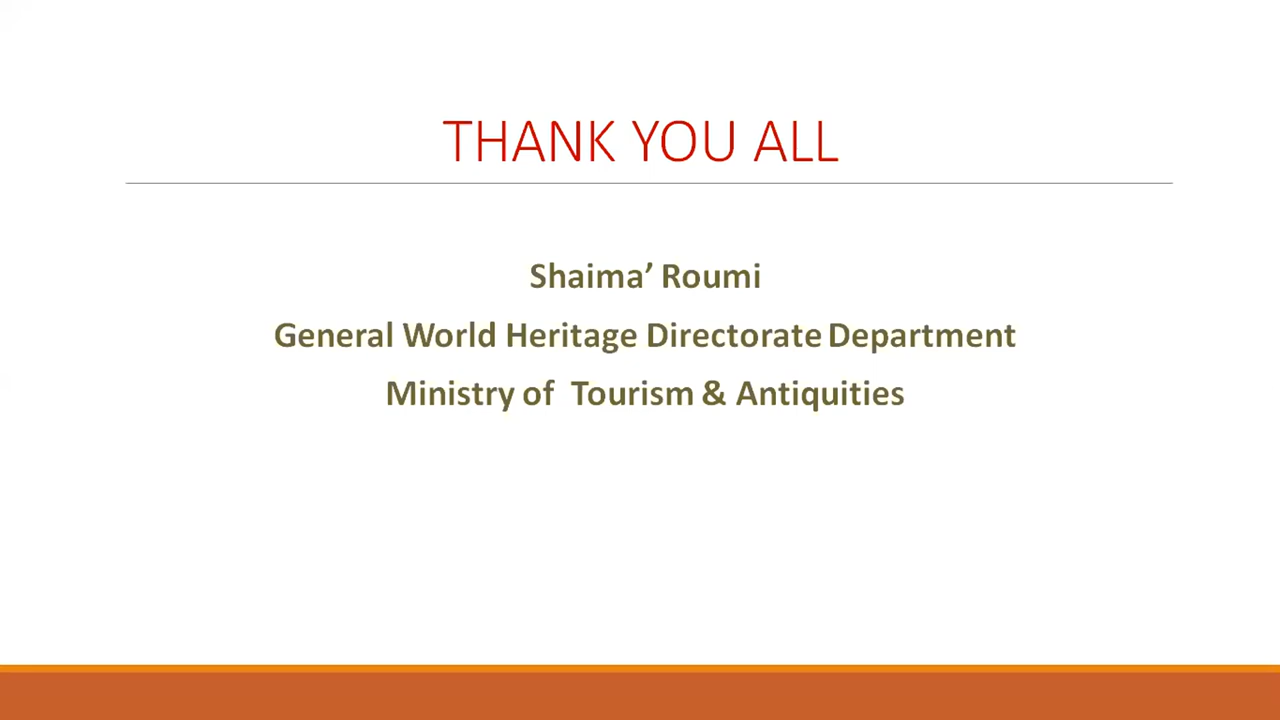 THANK YOU ALL
Shaima’ Roumi
General World Heritage Directorate Department
Ministry of Tourism & Antiquities